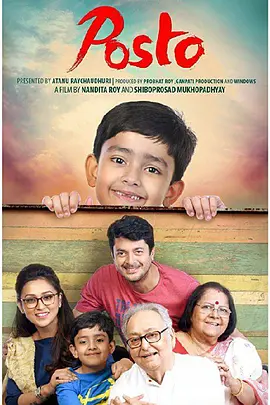 Posto
PRESENTED BY ATANU RAYCHAUDHURI | PRODUCED BY PROBHAT ROY, GANPATI PRODUCTION AND WINDOWS
A FILM BY NANDITA ROY AND SHIBOPROSAD MUKHOPADHYAY